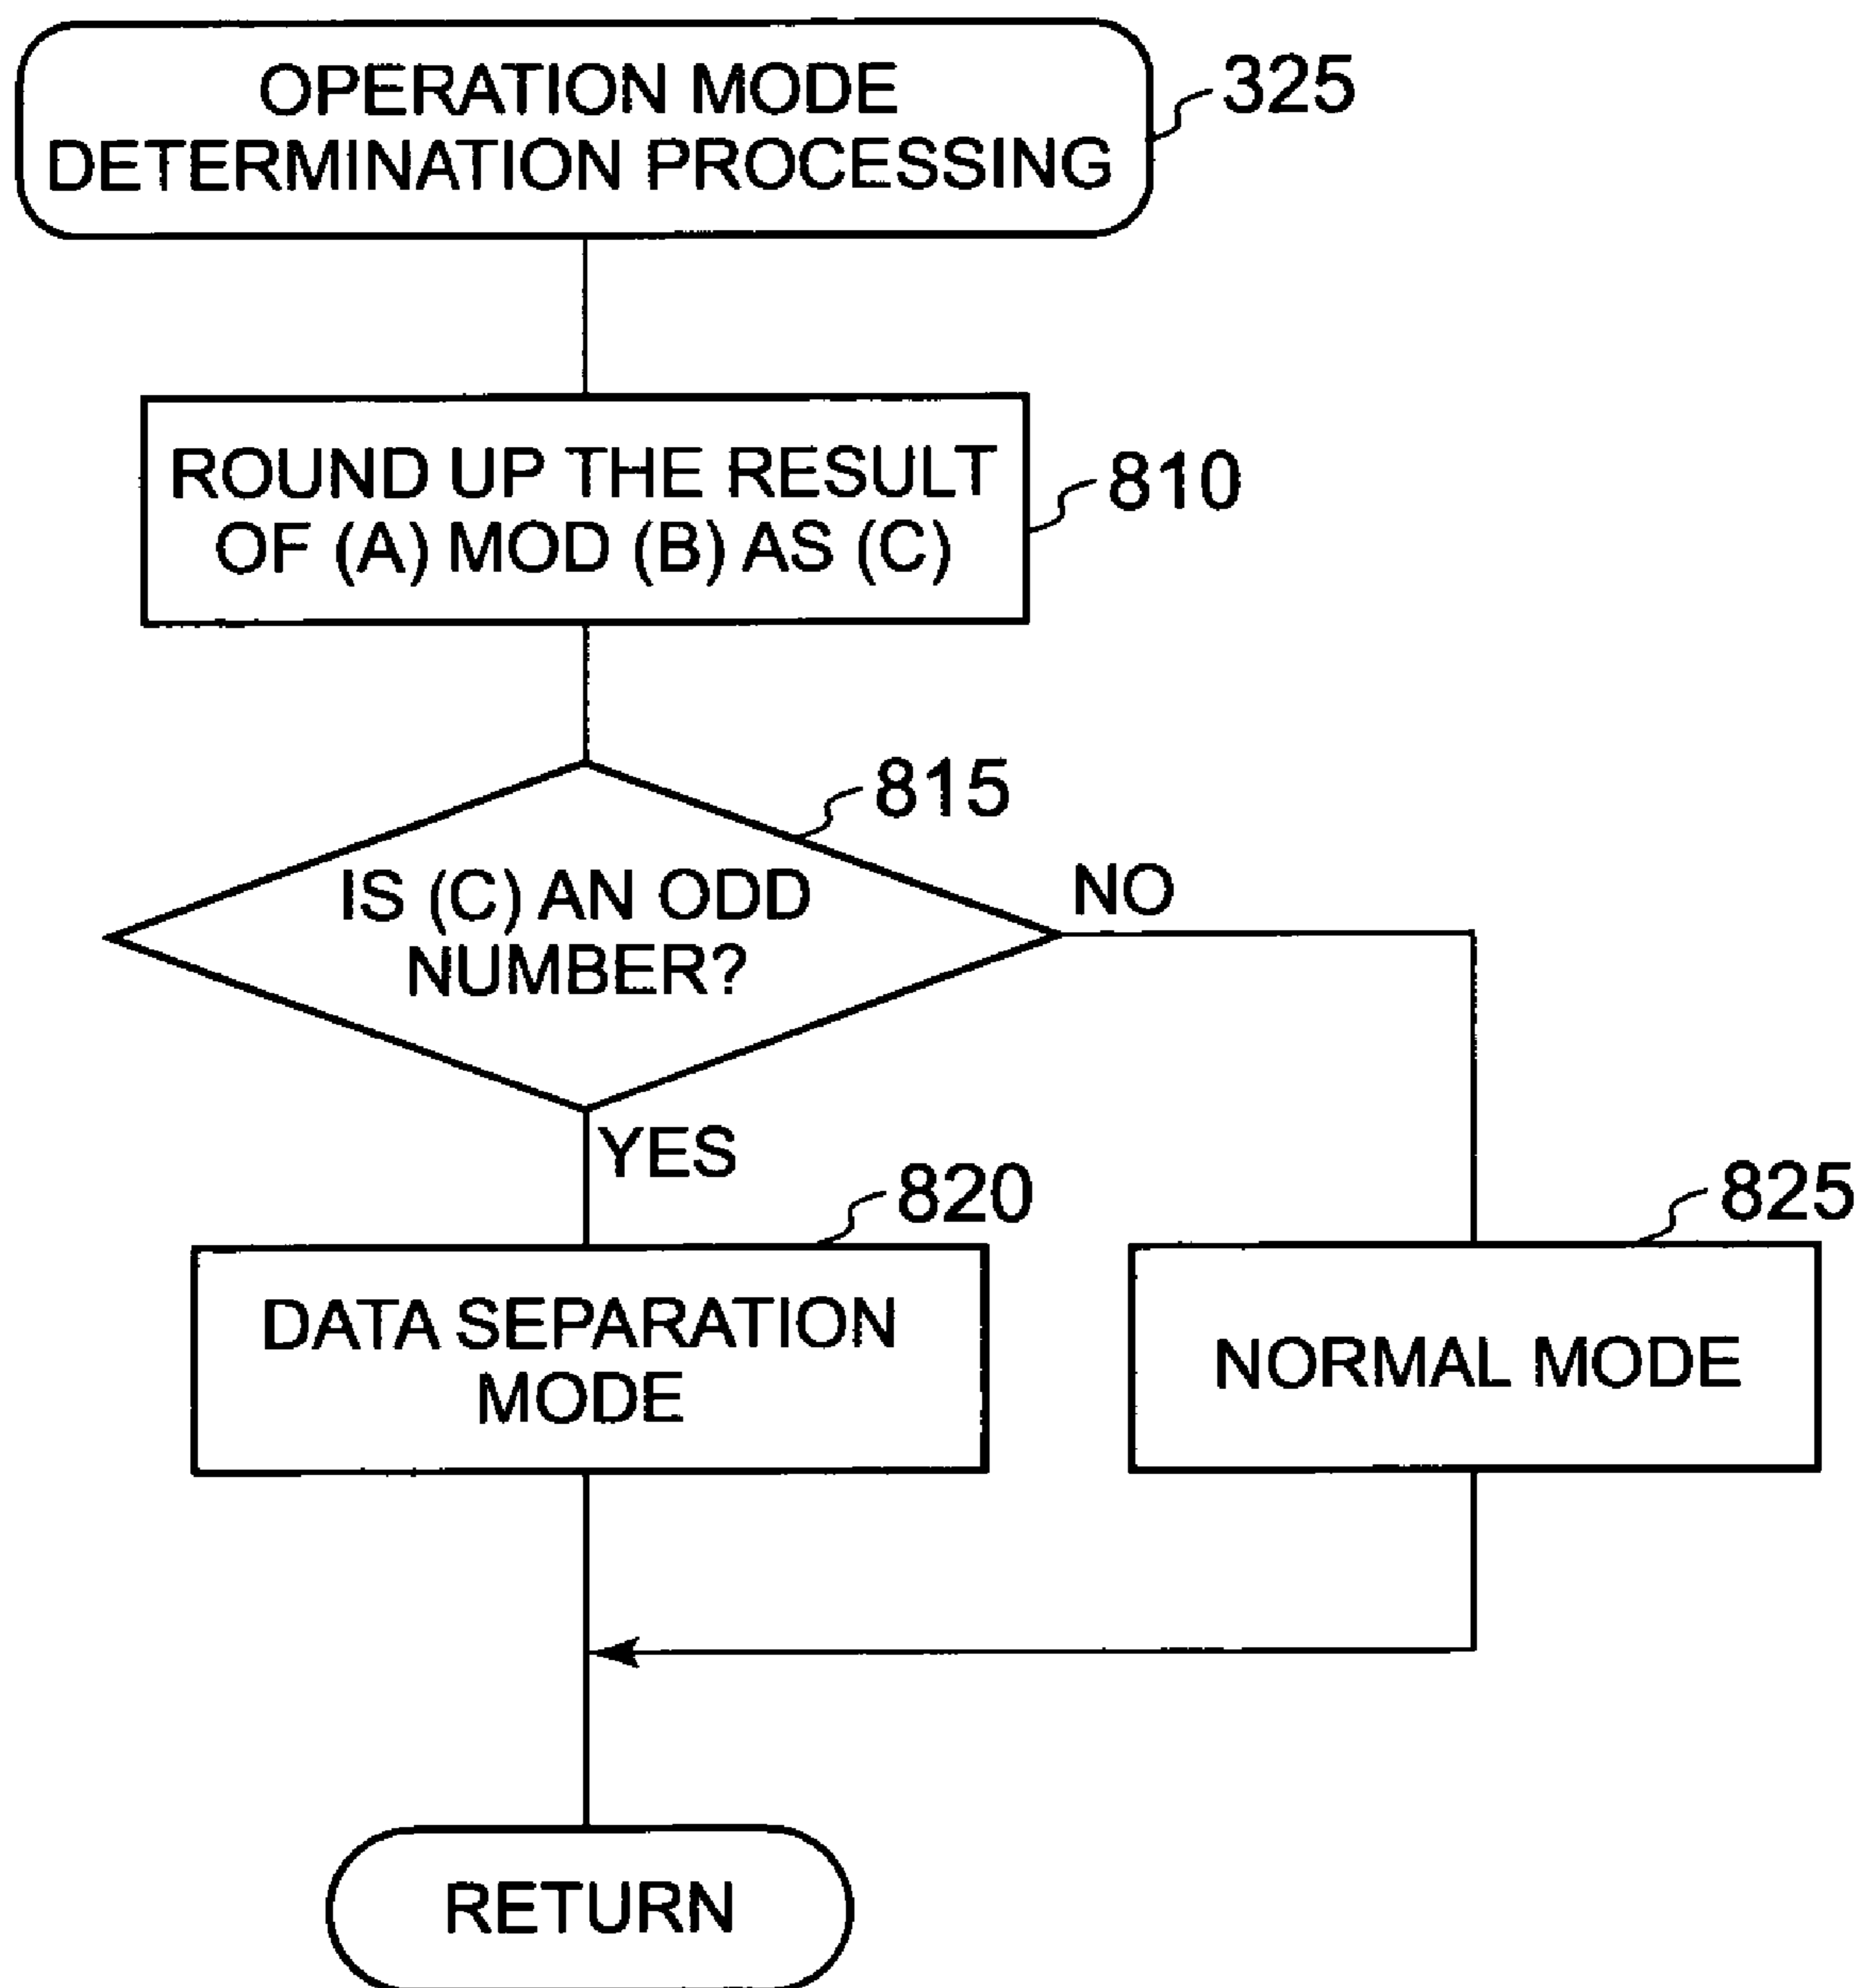 OPERATION MODE
DETERMINATION PROCESSING
325
ROUND UP THE RESULT
OF (A) MOD (B) AS (C)
810
815
IS (C) AN ODD
NUMBER?
NO
YES
820
825
DATA SEPARATION
MODE
NORMAL MODE
RETURN